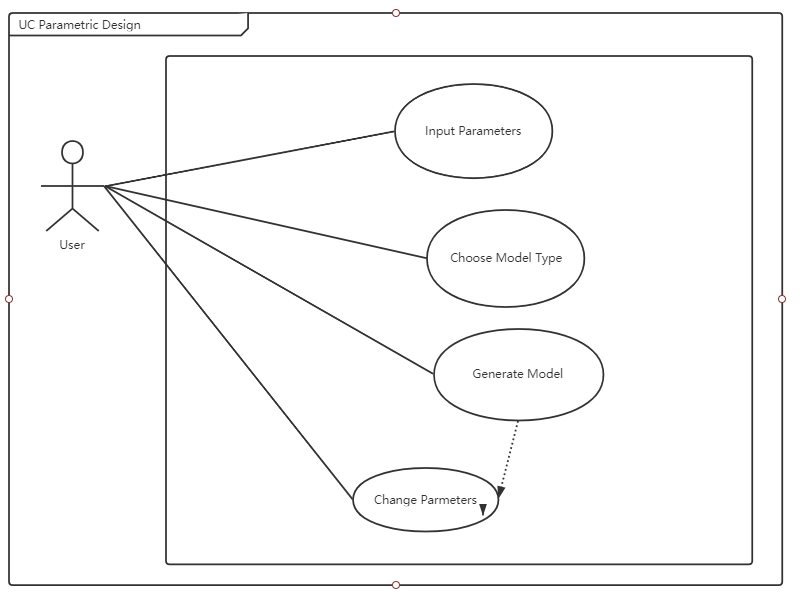 UC Parametric Design
Input Parameters
User
Choose Model Type
Generate Model
Change Parmeters